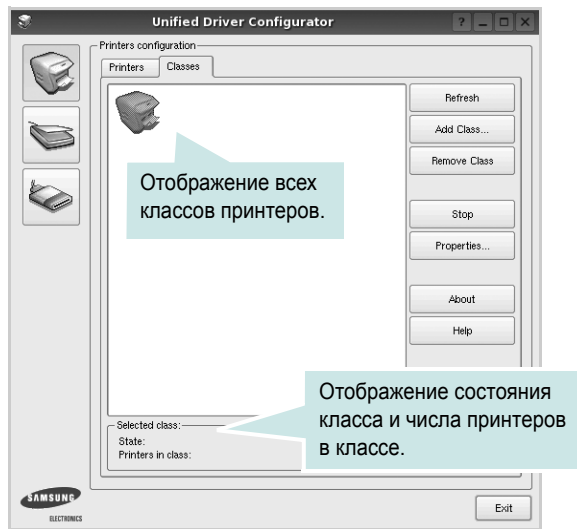 Unified Driver Configurator
?
Printers configuration
Printers
Classes
Refresh
Add Class...
Remove Class
Отображение всех
классов принтеров.
Stop
Properties...
About
Help
Отображение состояния
класса и числа принтеров
в классе.
Selected class:
State:
Printers in class:
SAMSUNG
ELECTRONICS
Exit